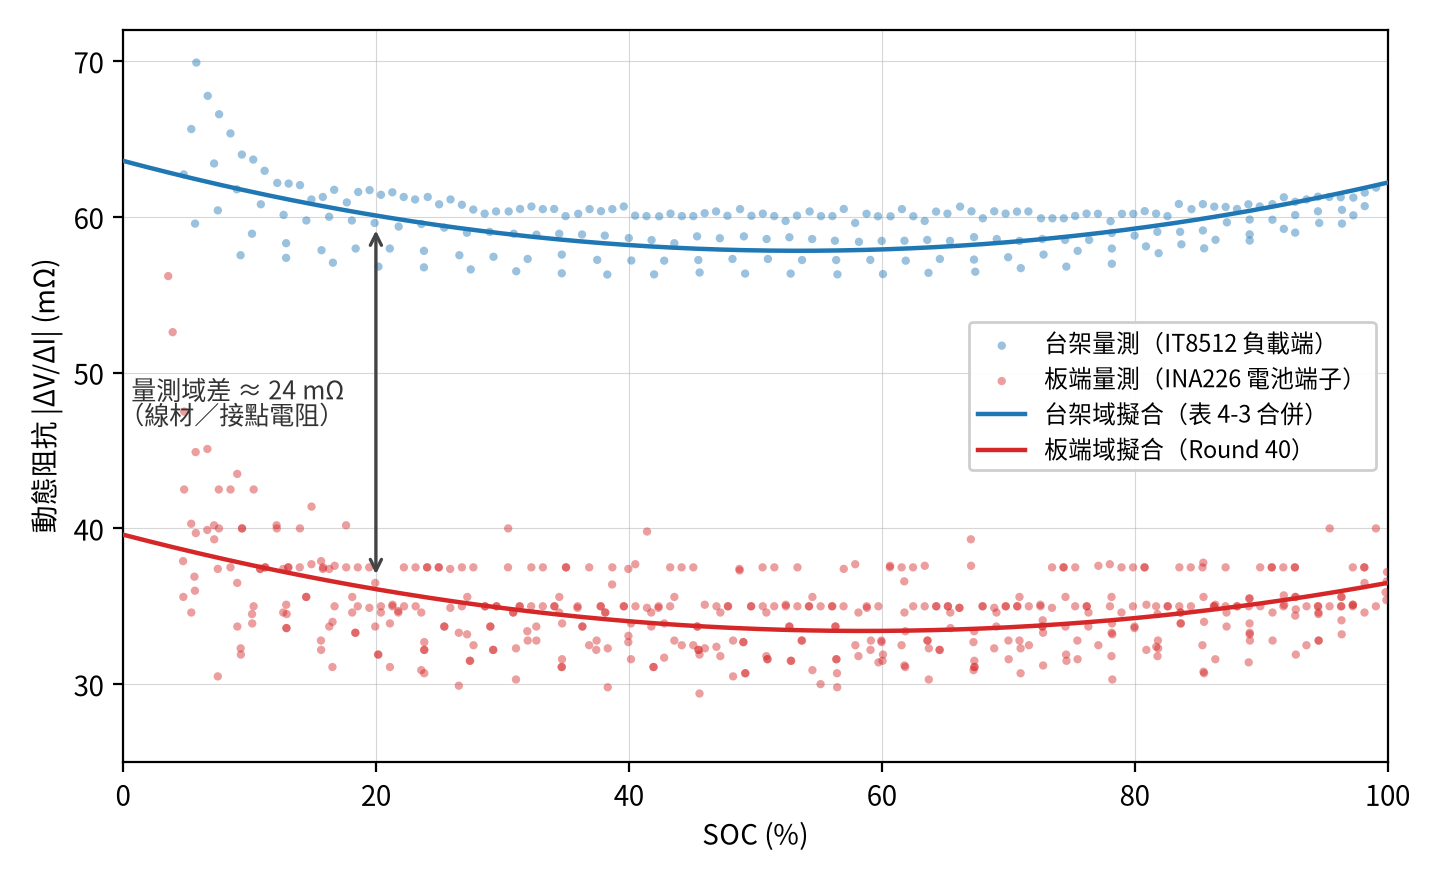 70
60
50
40
30
動態阻抗 |ΔV/ΔI| (mΩ)
量測域差 ≈ 24 mΩ
（線材／接點電阻）
台架量測（IT8512 負載端）
板端量測（INA226 電池端子）
台架域擬合（表 4-3 合併）
板端域擬合（Round 40）
0 20 40 60 80 100
SOC (%)